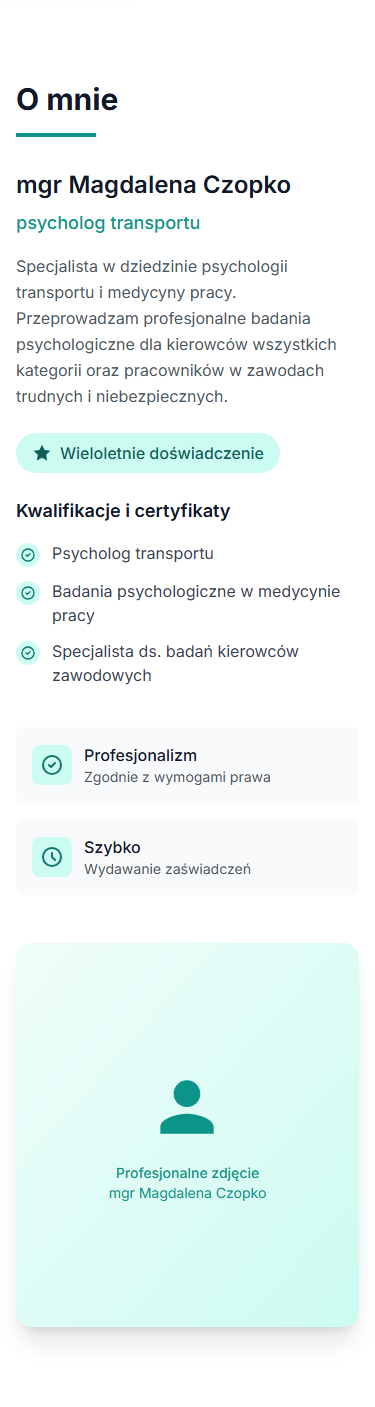 O mnie
mgr Magdalena Czopko
psycholog transportu
Specjalista w dziedzinie psychologii
transportu i medycyny pracy.
Przeprowadzam profesjonalne badania
psychologiczne dla kierowców wszystkich
kategorii oraz pracowników w zawodach
trudnych i niebezpiecznych.
Wieloletnie doświadczenie
Kwalifikacje i certyfikaty
Psycholog transportu
Badania psychologiczne w medycynie
pracy
Specjalista ds. badań kierowców
zawodowych
Profesjonalizm
Zgodnie z wymogami prawa
Szybko
Wydawanie zaświadczeń
Profesjonalne zdjęcie
mgr Magdalena Czopko